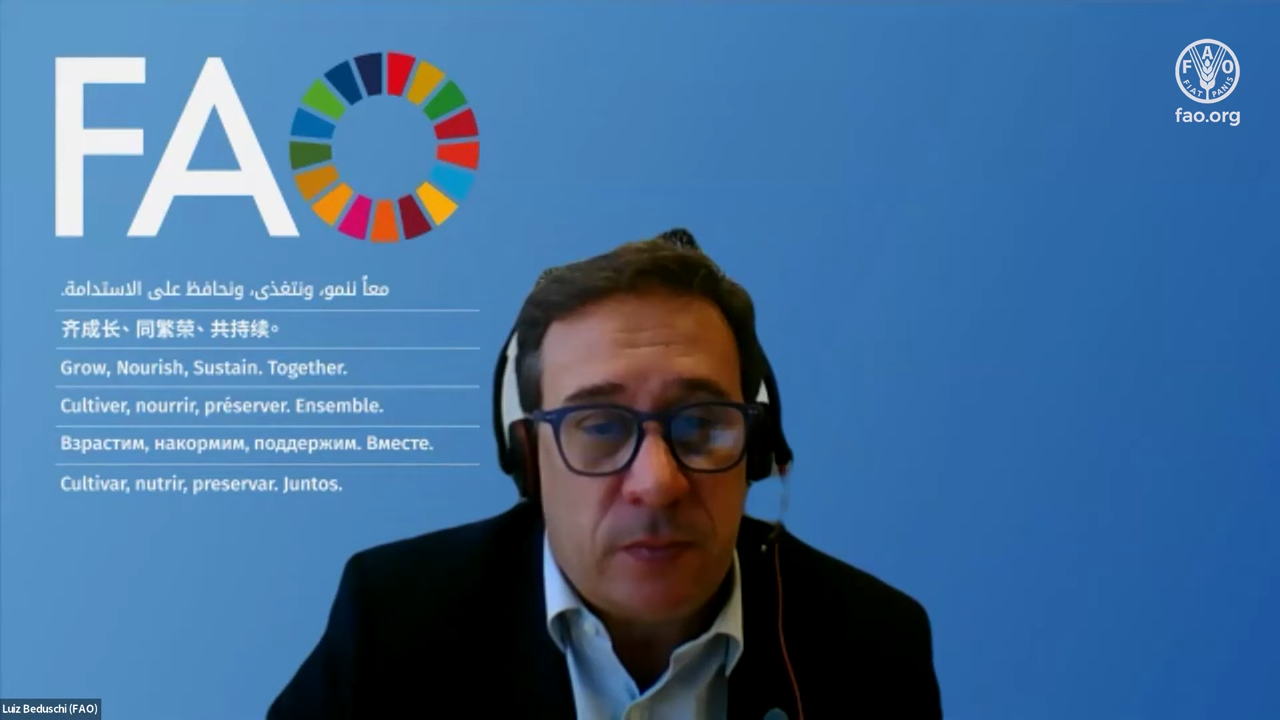 FAO
معاً ننمو، ونتغذى، ونحافظ على الاستدامة.
齐成长、同繁荣、共持续。
Grow, Nourish, Sustain. Together.
Cultiver, nourrir, préserver. Ensemble.
Взрастим, накормим, поддержим. Вместе.
Cultivar, nutrir, preservar. Juntos.
FAO
FIAT PANIS
fao.org
Luiz Beduschi (FAO)